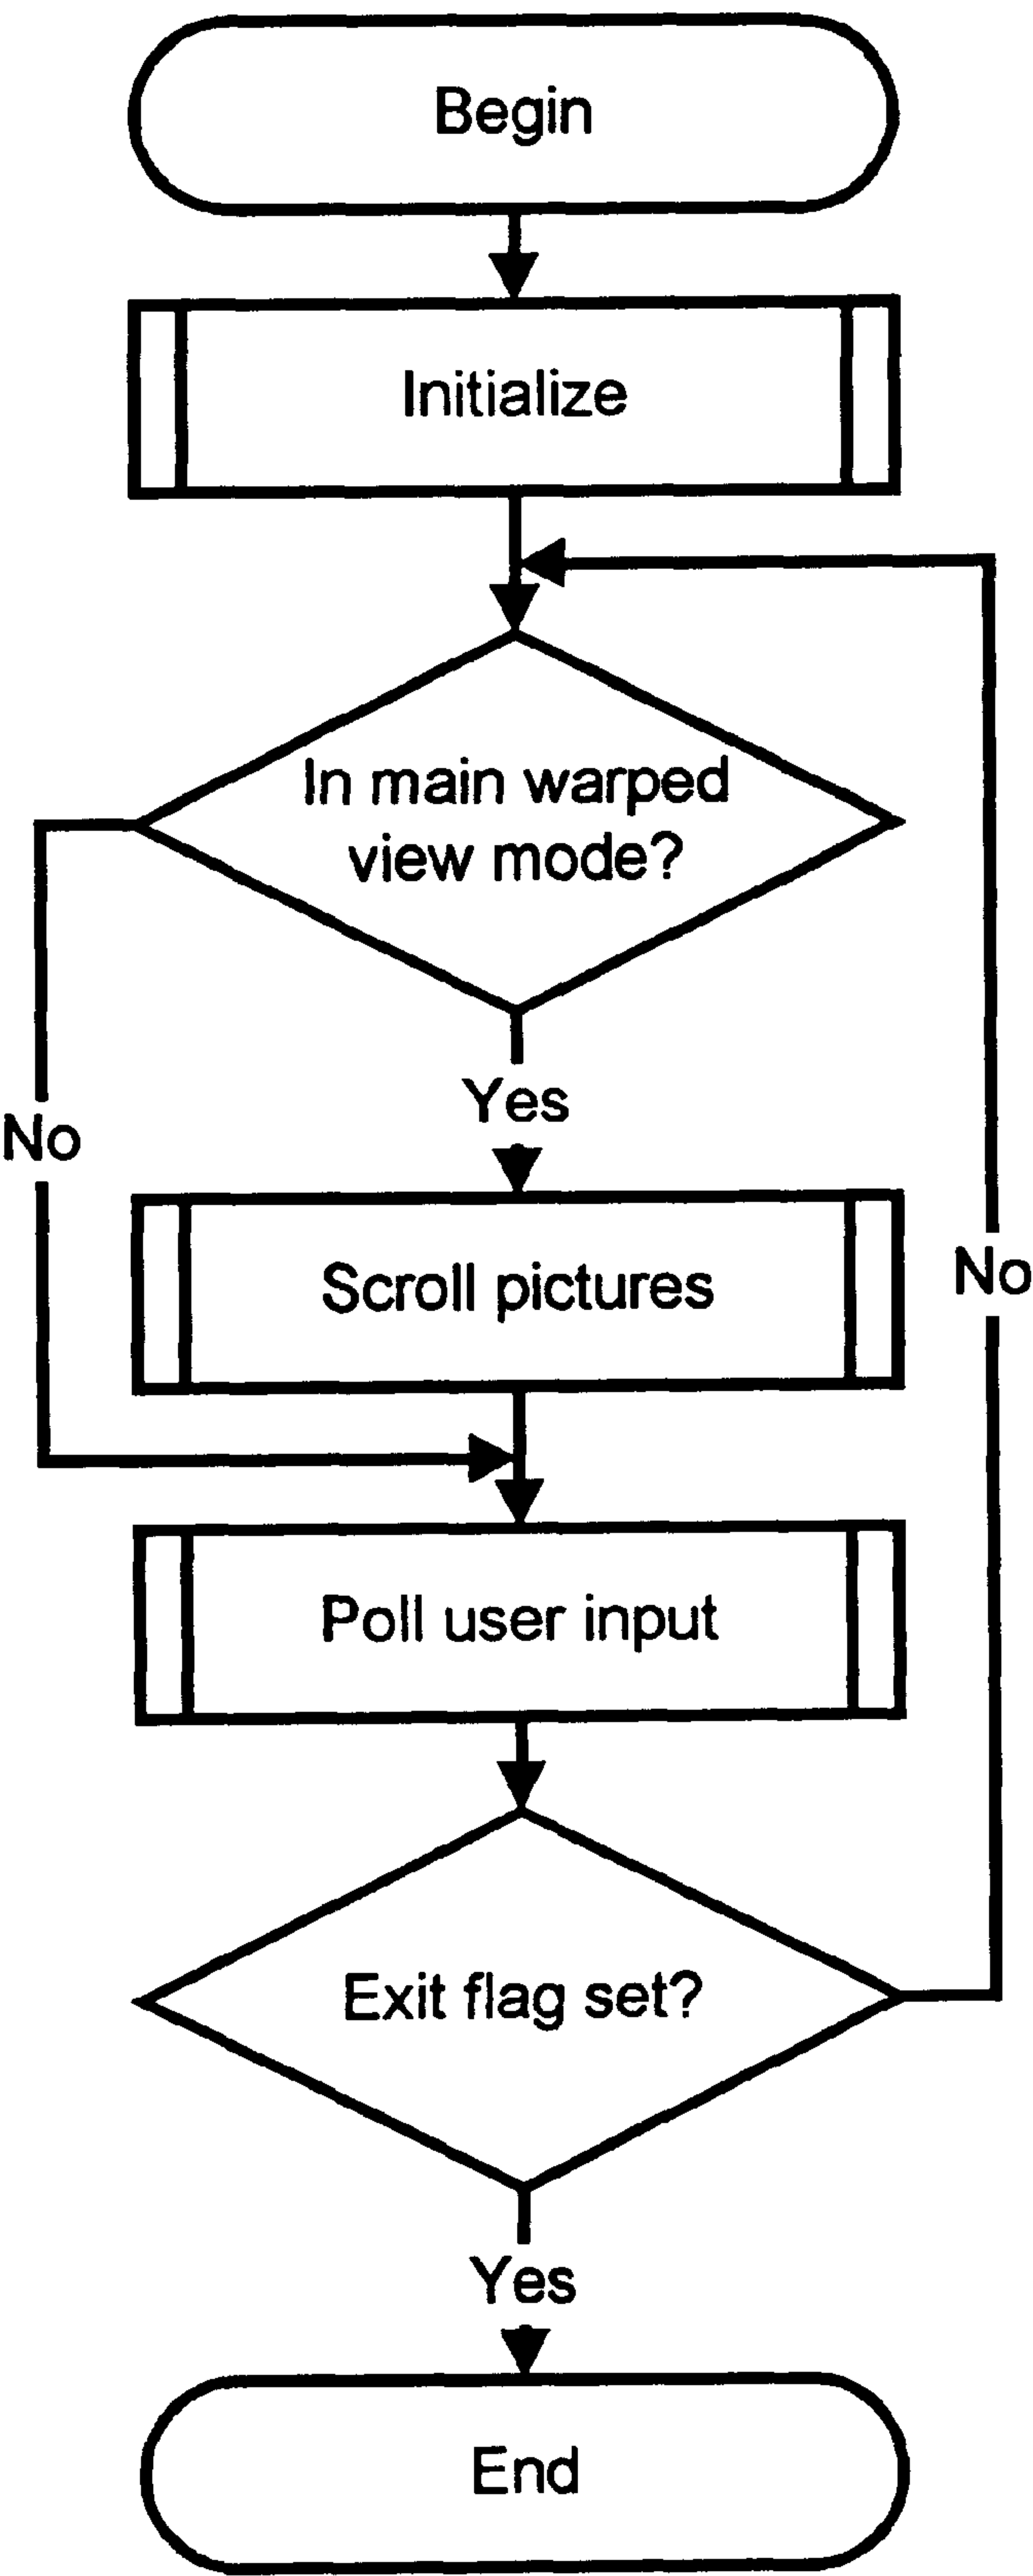 Begin
Initialize
In main warped
view mode?
Yes
No
Scroll pictures
No
Poll user input
Exit flag set?
Yes
End